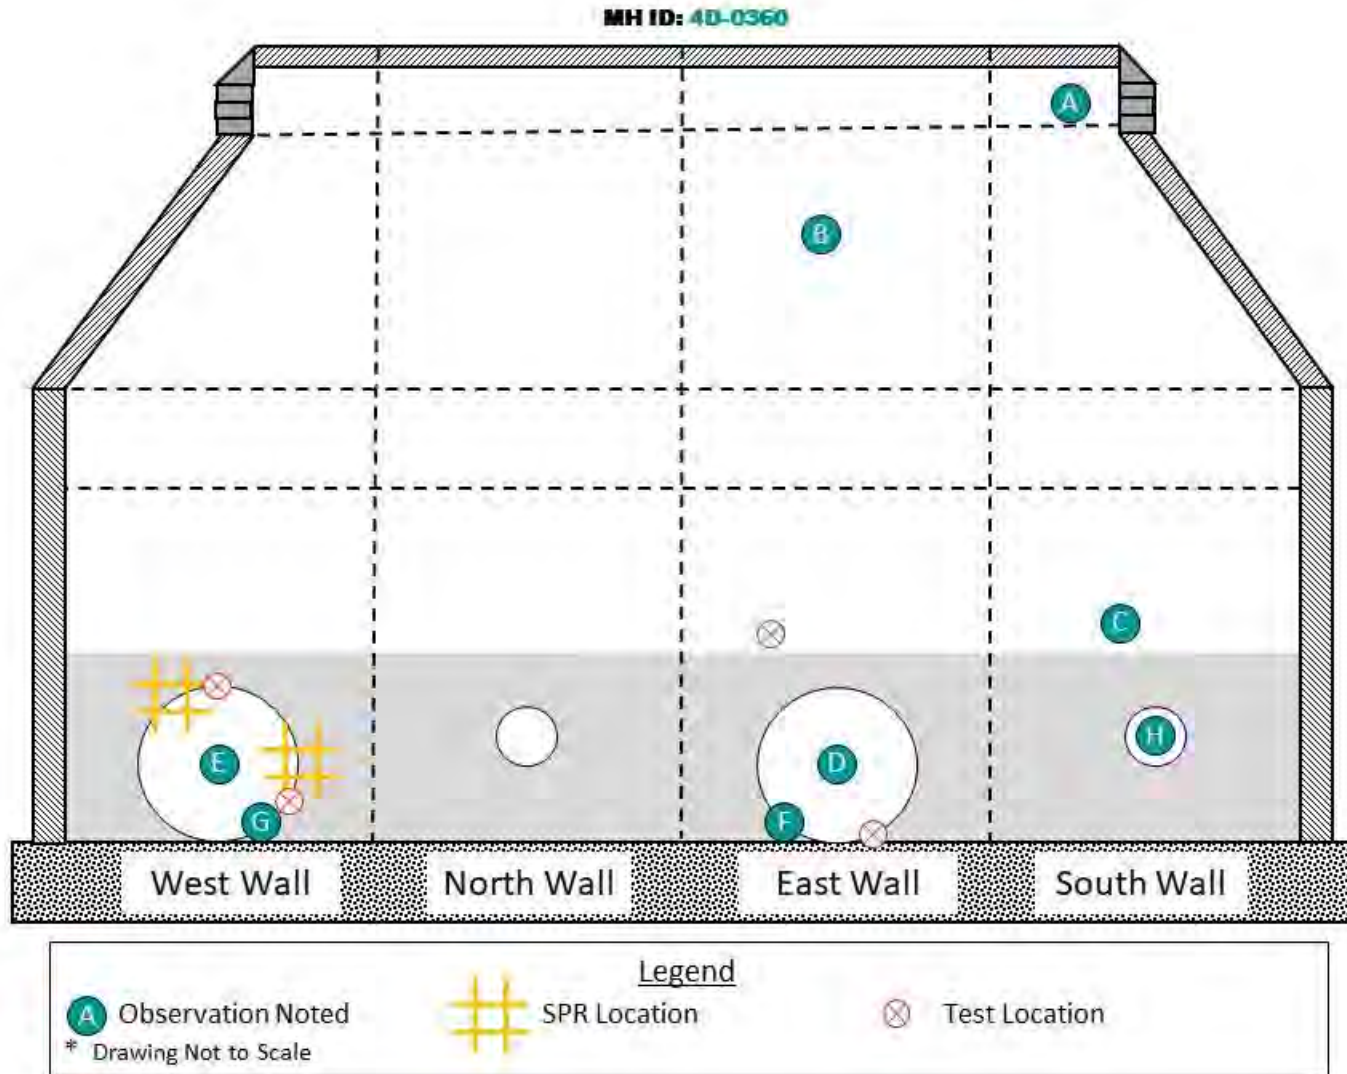 MH ID: 4D-0360
A
B
C
E
D
H
G
F
West Wall
North Wall
East Wall
South Wall
Legend
A Observation Noted
SPR Location
Test Location
* Drawing Not to Scale